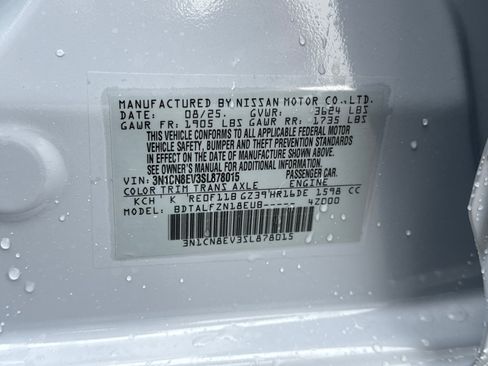 MANUFACTURED BY NISSAN MOTOR CO.,LTD.
DATE: 08/25. GVWR: 3624 LBS
GAWR FR: 1905 LBS GAWR RR: 1735 LBS
THIS VEHICLE CONFORMS TO ALL APPLICABLE FEDERAL MOTOR
VEHICLE SAFETY, BUMPER AND THEFT PREVENTION STANDARDS
IN EFFECT ON THE DATE OF MANUFACTURE SHOWN ABOVE.
SEE OWNER'S MANUAL FOR ADDITIONAL INFORMATION.
VIN: 3N1CN8EV3SL878015 PASSENGER CAR.
COLOR TRIM TRANS AXLE ENGINE
KCH K RE0F11B GZ39 HR16DE 1598 CC
MODEL: BDTALFZN18EUB----- 4Z000
3N1CN8EV3SL878015